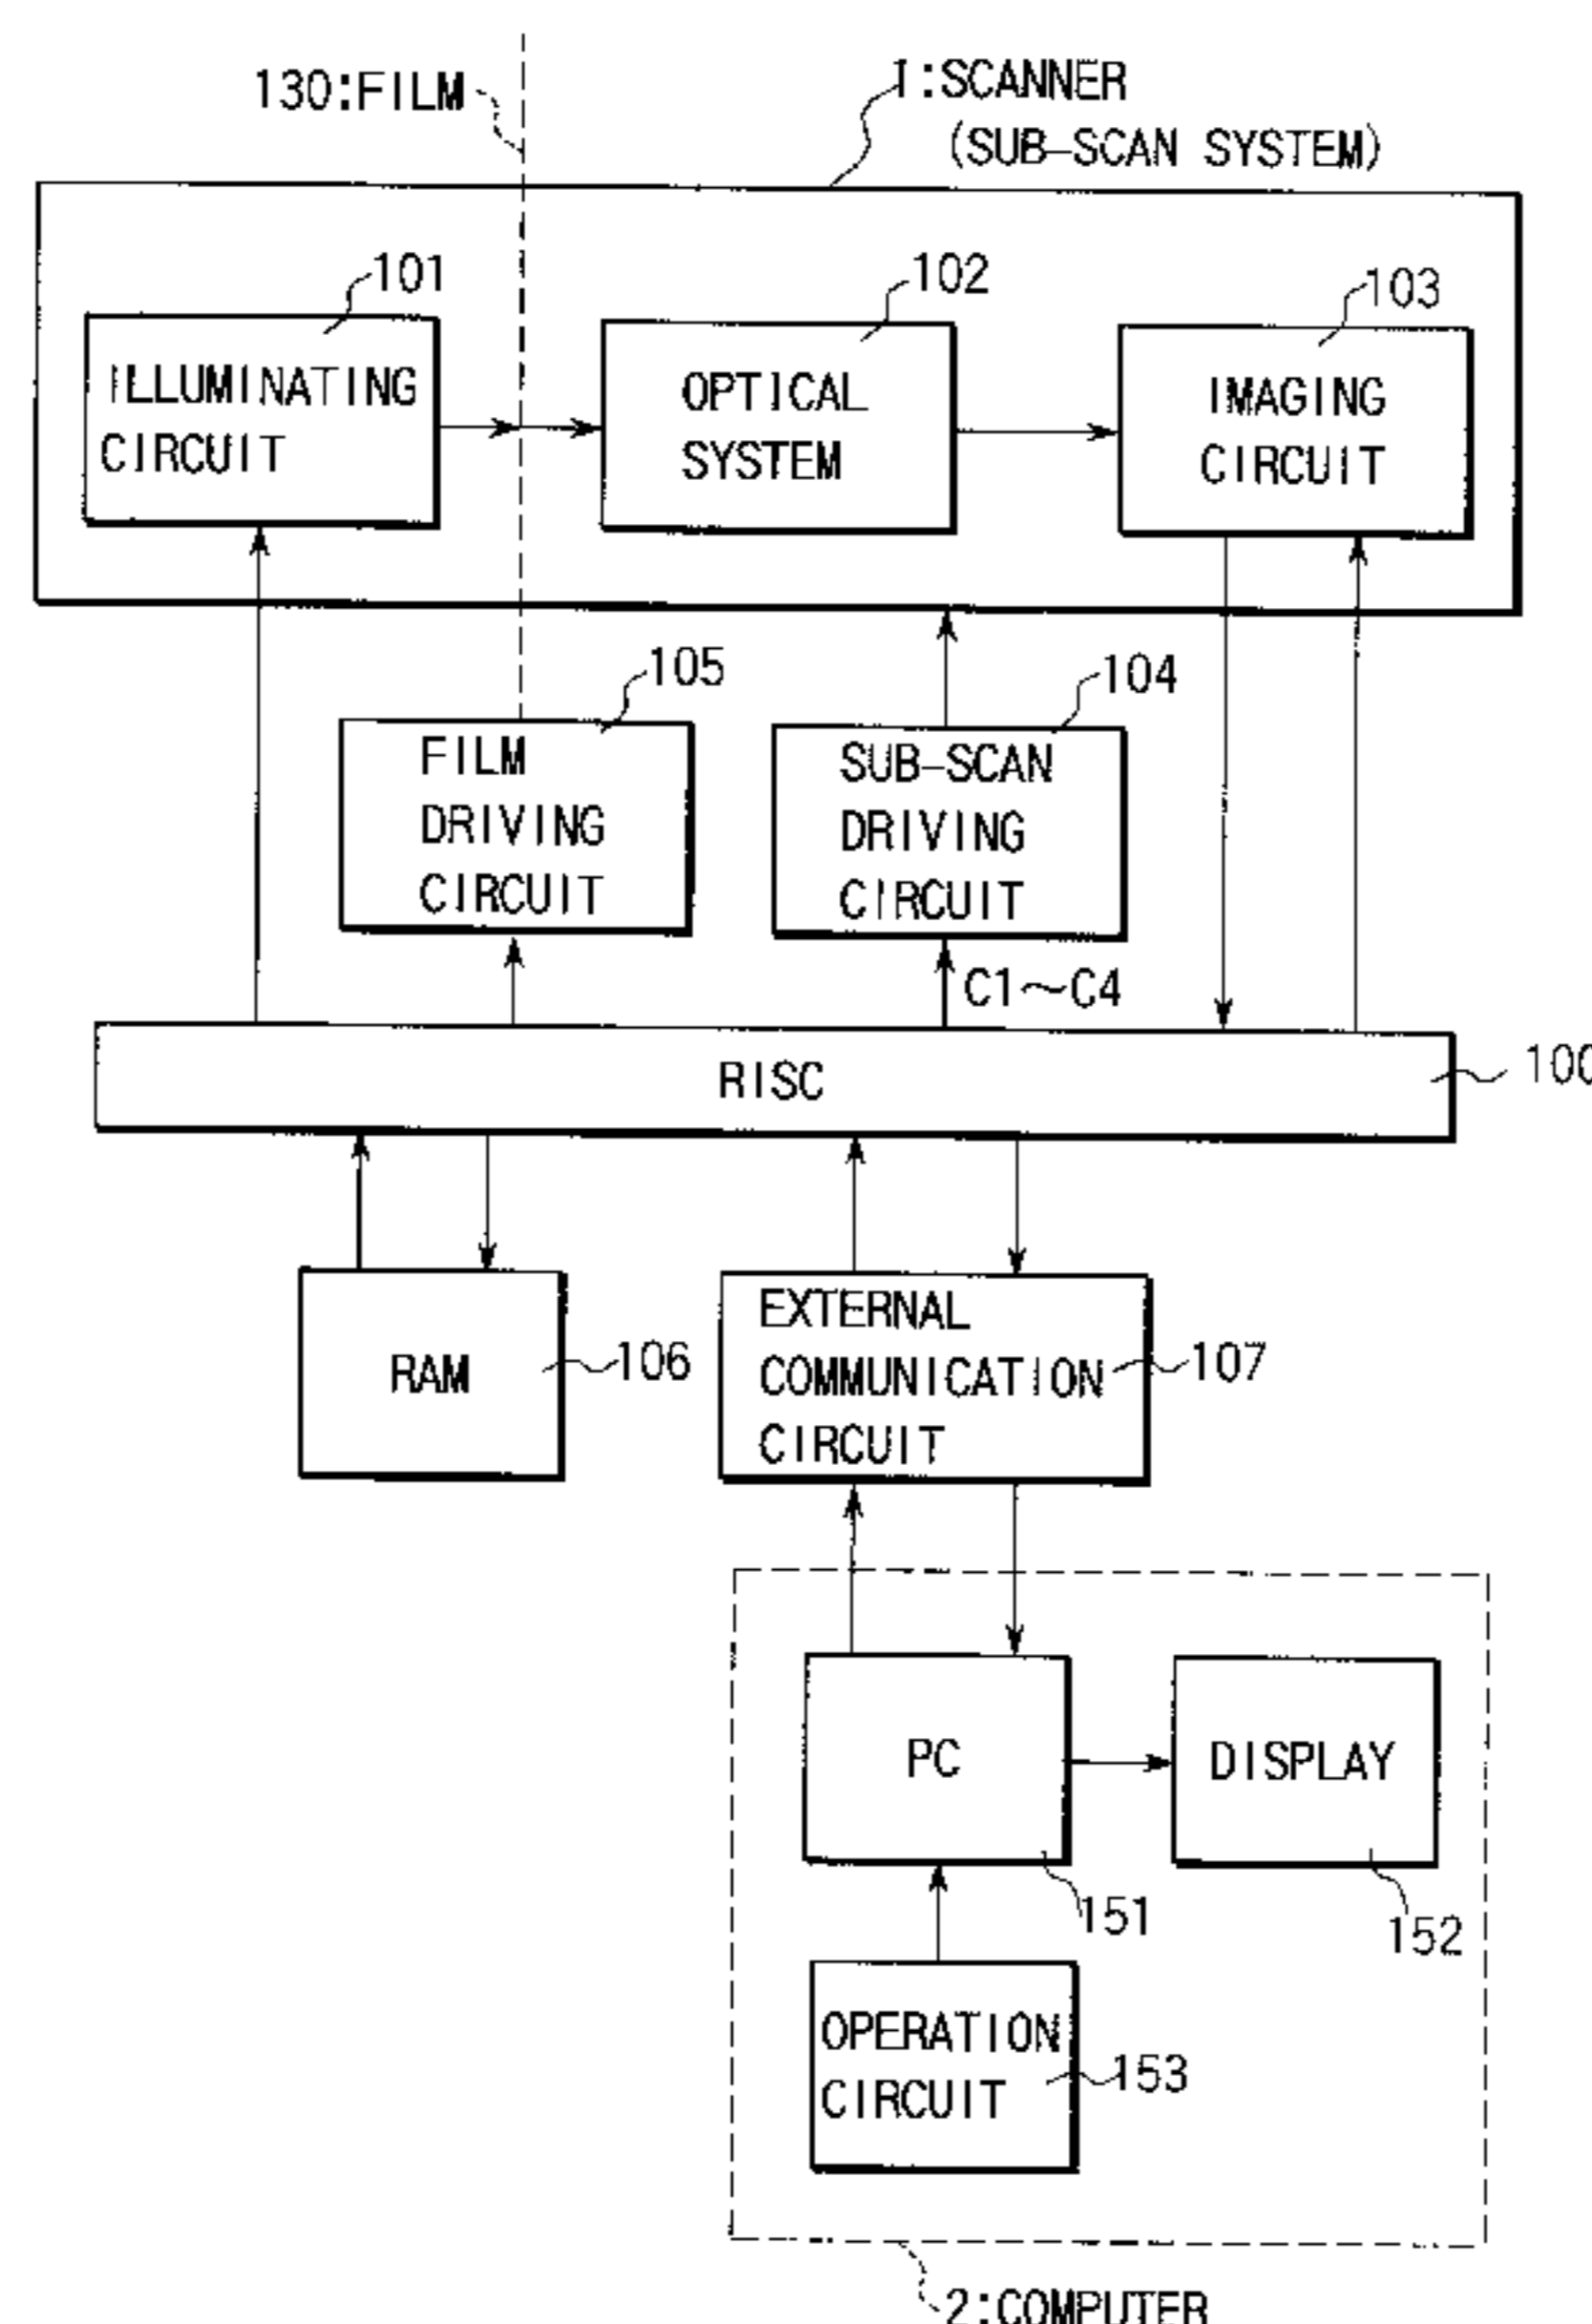 130:FILM
1:SCANNER
(SUB-SCAN SYSTEM)
101
102
103
ILLUMINATING
CIRCUIT
OPTICAL
SYSTEM
IMAGING
CIRCUIT
105
104
FILM
DRIVING
CIRCUIT
SUB-SCAN
DRIVING
CIRCUIT
C1~C4
RISC
100
RAM
106
EXTERNAL
COMMUNICATION
CIRCUIT
107
PC
DISPLAY
151
152
OPERATION
CIRCUIT
153
2:COMPUTER